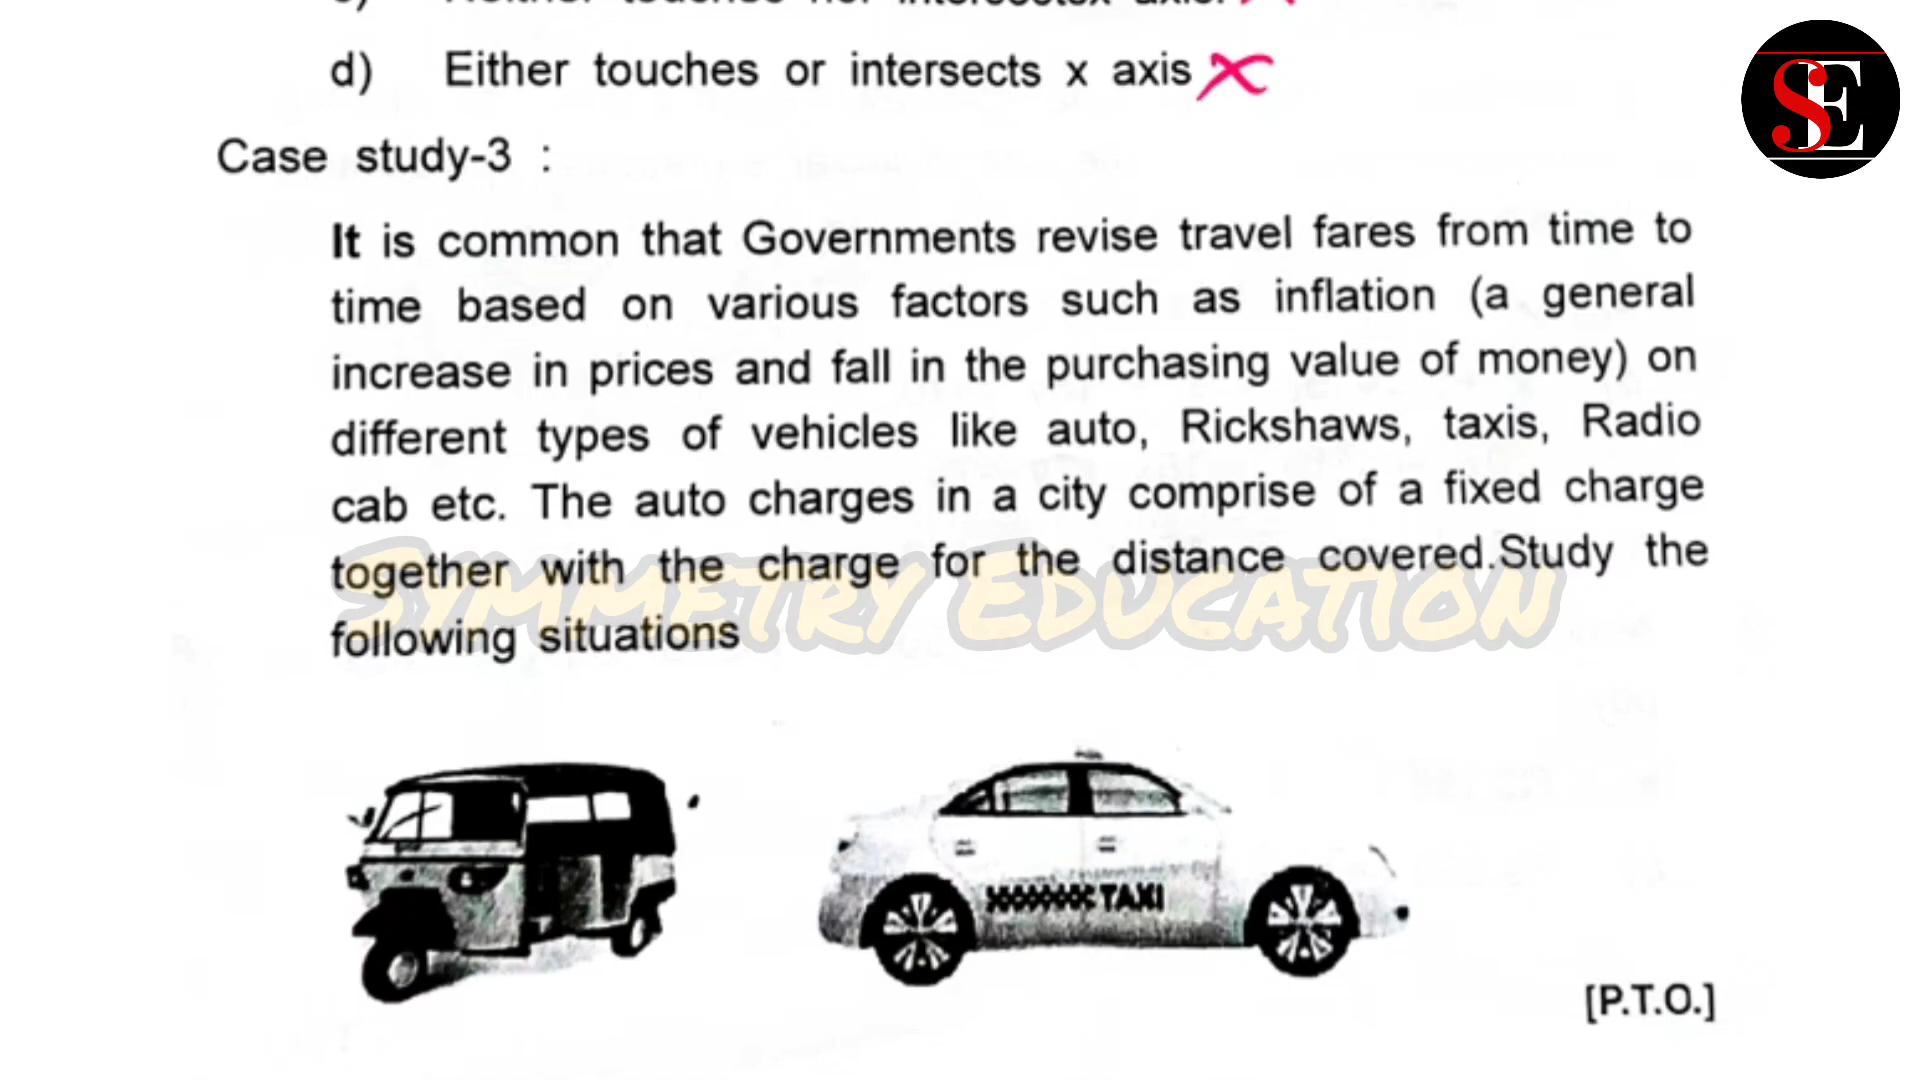 d) Either touches or intersects x axis
Case study-3 :
It is common that Governments revise travel fares from time to
time based on various factors such as inflation (a general
increase in prices and fall in the purchasing value of money) on
different types of vehicles like auto, Rickshaws, taxis, Radio
cab etc. The auto charges in a city comprise of a fixed charge
together with the charge for the distance covered.Study the
following situations
Symmetry Education
TAXI
[P.T.O.]
SE